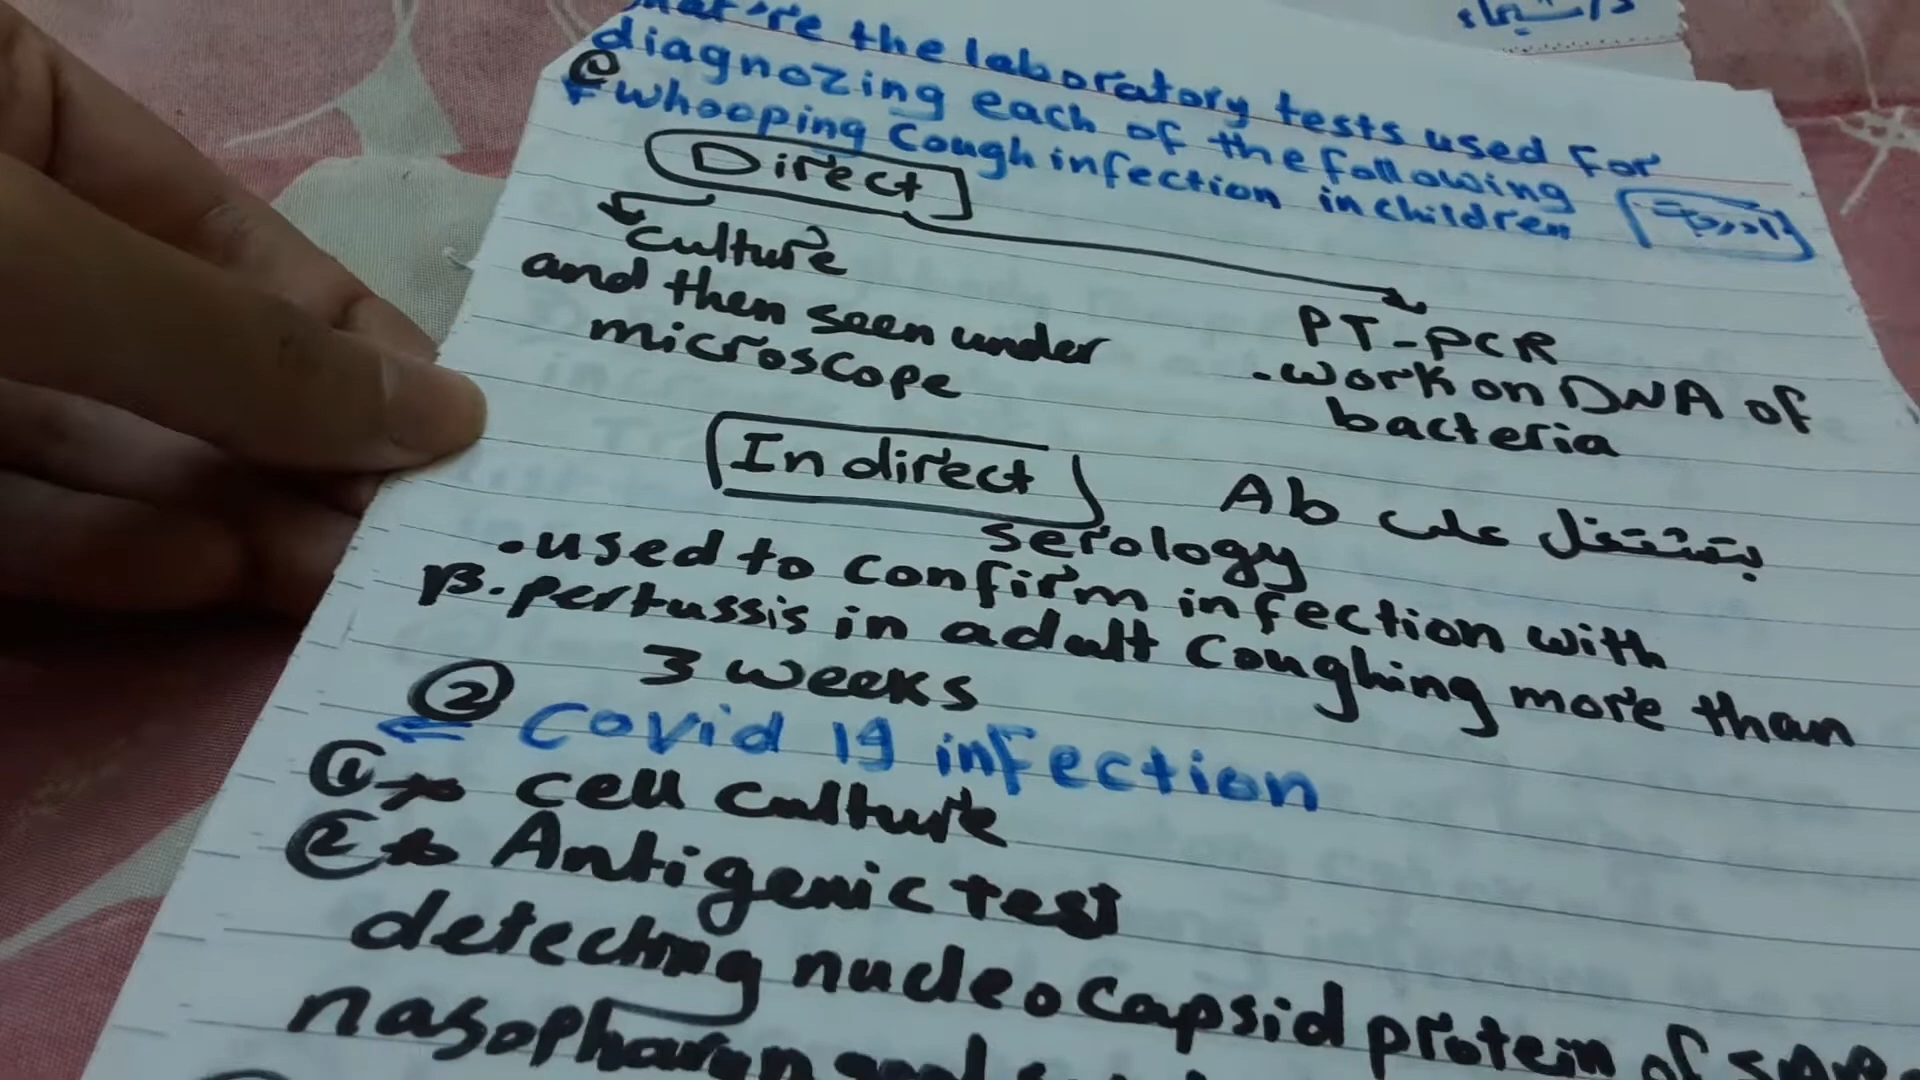 are the laboratory tests used for
diagnozing each of the following
① whooping Cough infection in children
Direct
culture
and then seen under
microscope
PT-PCR
.work on DNA of
bacteria
Indirect
serology
بتشتغل على Ab
.used to confirm infection with
B.pertussis in adult Coughing more than
3 weeks
② Covid 19 infection
① cell culture
② Antigenic test
detecting nucleocapsid protein of